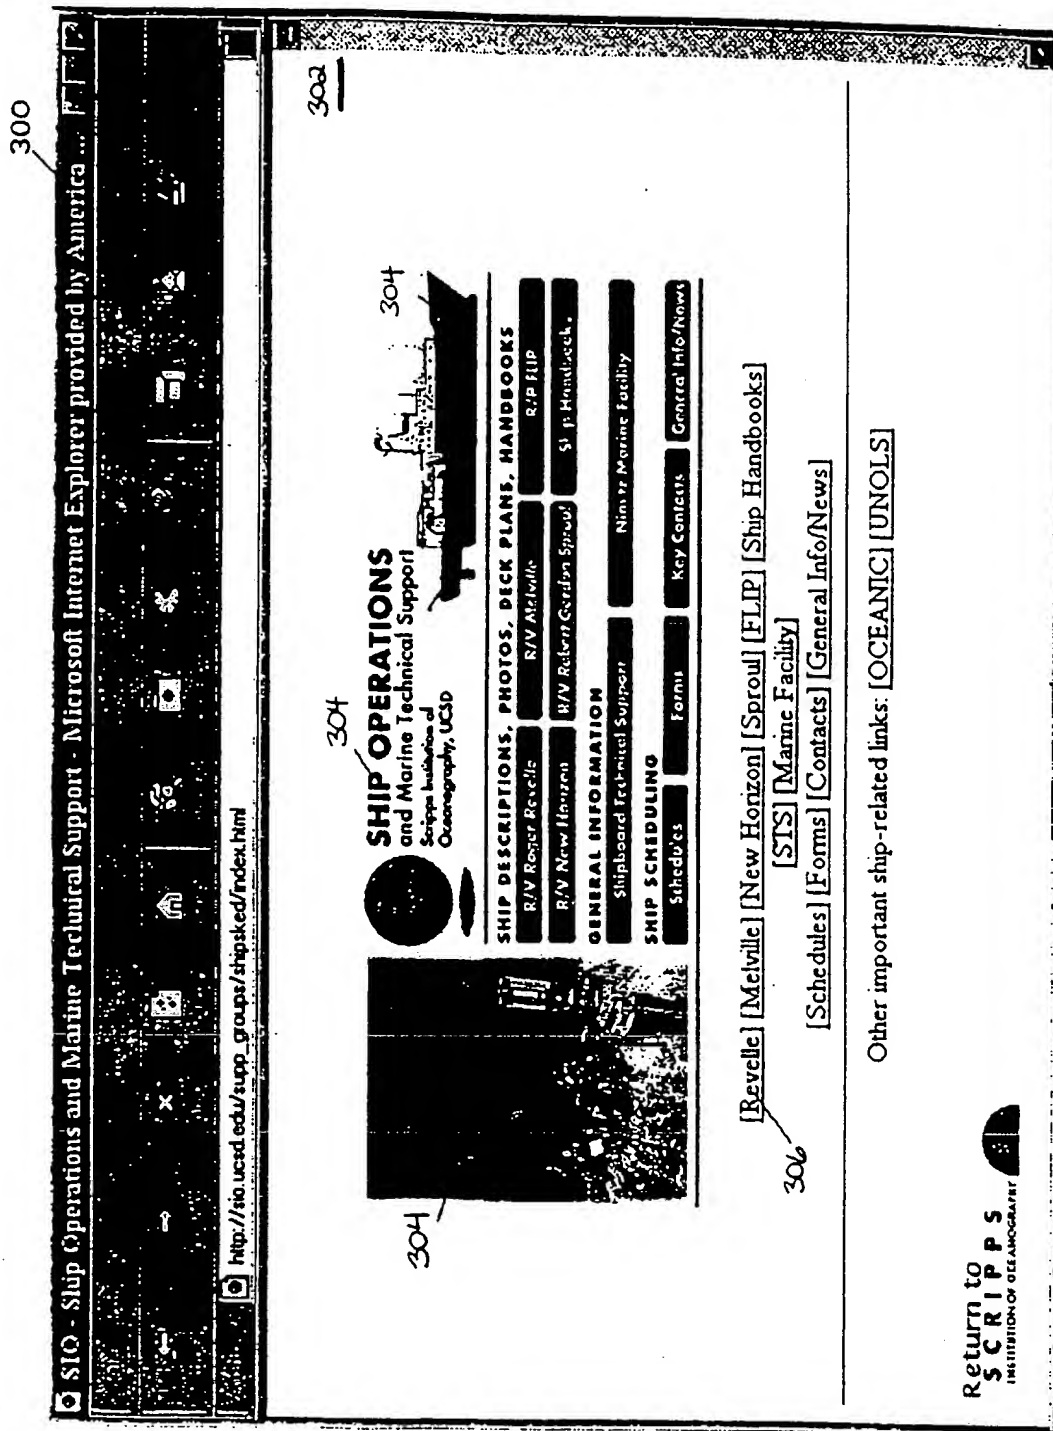 300
SIO - Ship Operations and Marine Technical Support - Microsoft Internet Explorer provided by America ...
http://sio.ucsd.edu/supp_groups/shipsked/index.html
302
304
304
304
SHIP OPERATIONS
and Marine Technical Support
Scripps Institution of
Oceanography, UCSD
SHIP DESCRIPTIONS, PHOTOS, DECK PLANS, HANDBOOKS
R/V Roger Revelle R/V Melville R/P FLIP
R/V New Horizon R/V Robert Gordon Sproul Ship Handbooks
GENERAL INFORMATION
Shipboard Technical Support Nimitz Marine Facility
SHIP SCHEDULING
Schedules Forms Key Contacts General Info/News
[Revelle] [Melville] [New Horizon] [Sproul] [FLIP] [Ship Handbooks]
[STS] [Marine Facility]
[Schedules] [Forms] [Contacts] [General Info/News]
306
Other important ship-related links: [OCEANIC] [UNOLS]
Return to
SCRIPPS
INSTITUTION OF OCEANOGRAPHY